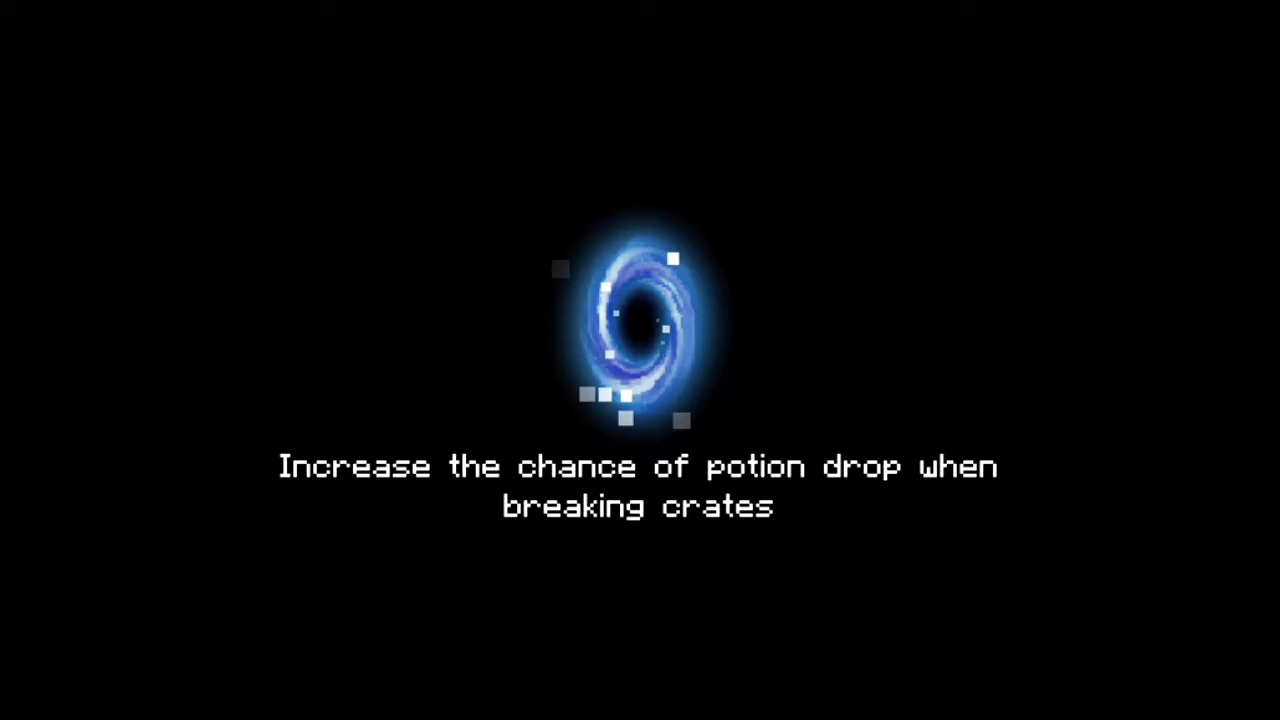 Increase the chance of potion drop when
breaking crates